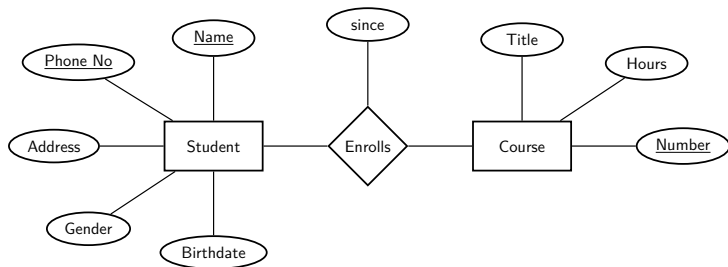 since
Name
Title
Phone No
Hours
Address
Student
Enrolls
Course
Number
Gender
Birthdate